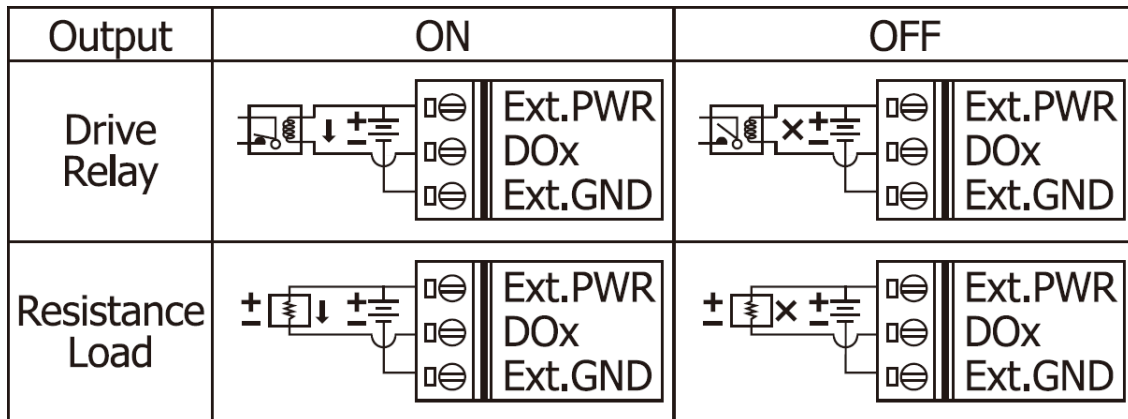 Output
ON
OFF
Drive
Relay
+
-
Ext.PWR
DOx
Ext.GND
× +
-
Ext.PWR
DOx
Ext.GND
Resistance
Load
+
-
+
-
Ext.PWR
DOx
Ext.GND
+
-
× +
-
Ext.PWR
DOx
Ext.GND